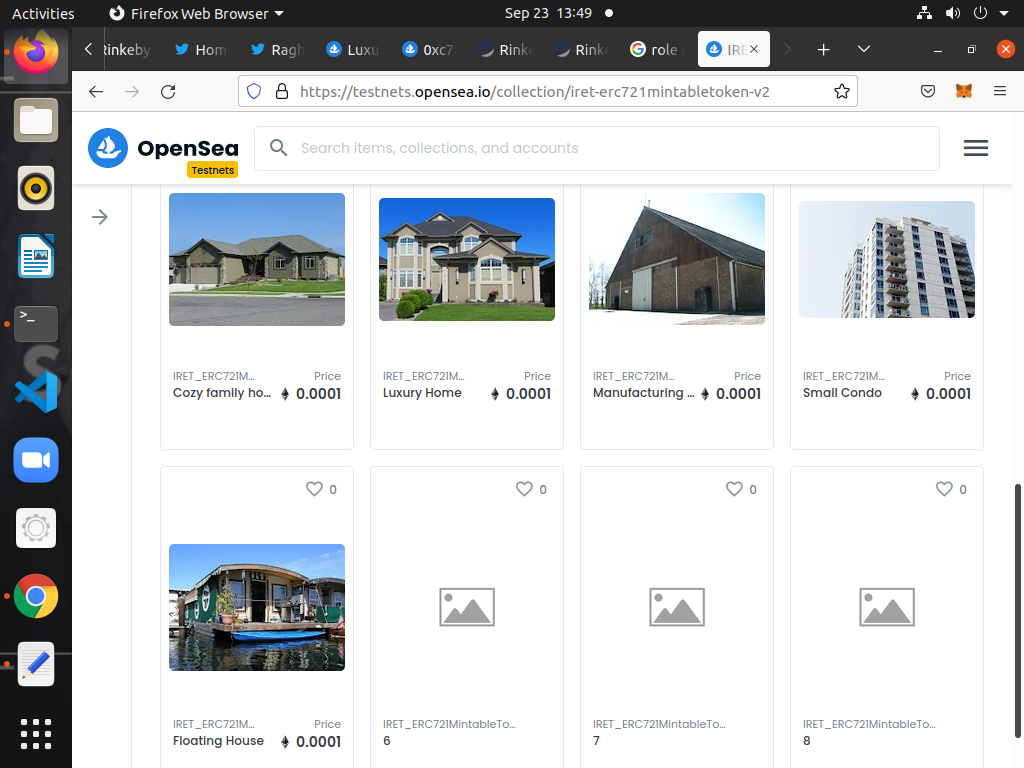 Activities Firefox Web Browser Sep 23 13:49
Rinkeby Hom Ragh Luxu 0xc7 Rinke Rinke role IRE
https://testnets.opensea.io/collection/iret-erc721mintabletoken-v2
OpenSea
Testnets
Search items, collections, and accounts
IRET_ERC721M... Price IRET_ERC721M... Price IRET_ERC721M... Price IRET_ERC721M... Price
Cozy family ho... 0.0001 Luxury Home 0.0001 Manufacturing ... 0.0001 Small Condo 0.0001
0 0 0 0
IRET_ERC721M... Price IRET_ERC721MintableTo... IRET_ERC721MintableTo... IRET_ERC721MintableTo...
Floating House 0.0001 6 7 8